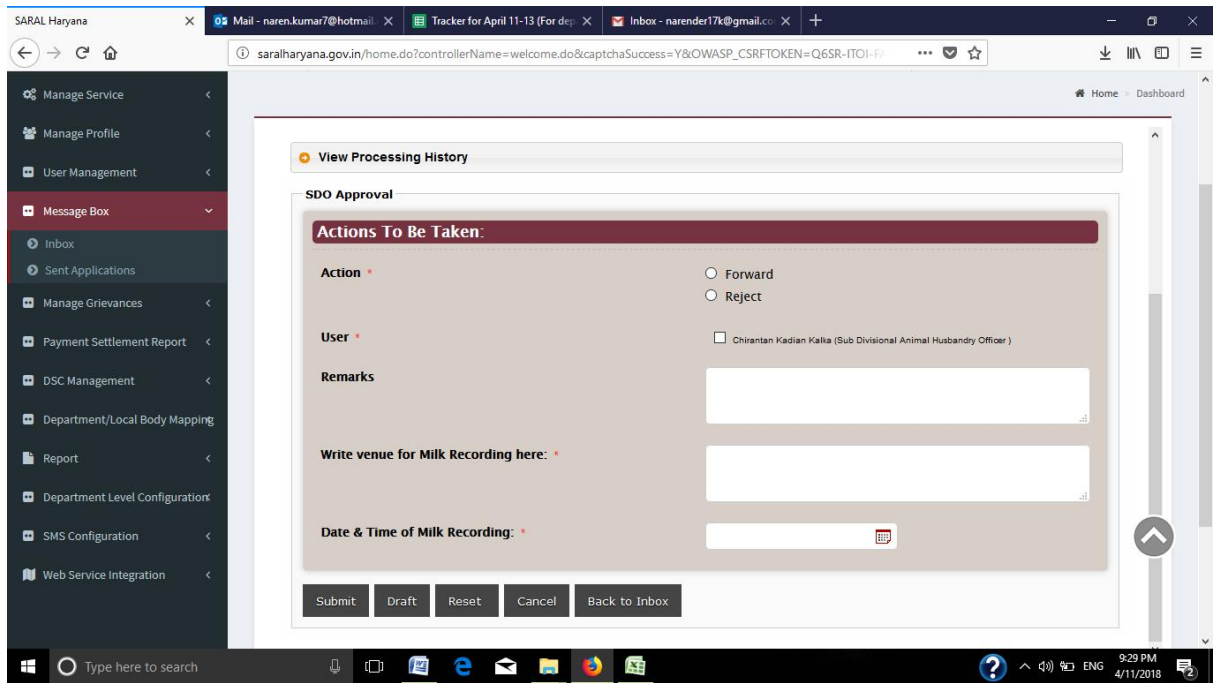 SARAL Haryana
Mail - naren.kumar7@hotmail.
Tracker for April 11-13 (For dep
Inbox - narender17k@gmail.co
saralharyana.gov.in/home.do?controllerName=welcome.do&captchaSuccess=Y&OWASP_CSRFTOKEN=Q6SR-ITOI-
Manage Service
Manage Profile
User Management
Message Box
Inbox
Sent Applications
Manage Grievances
Payment Settlement Report
DSC Management
Department/Local Body Mapping
Report
Department Level Configuration
SMS Configuration
Web Service Integration
Home > Dashboard
View Processing History
SDO Approval
Actions To Be Taken:
Action *
Forward
Reject
User *
Chirantan Kadian Kalka (Sub Divisional Animal Husbandry Officer )
Remarks
Write venue for Milk Recording here: *
Date & Time of Milk Recording: *
Submit Draft Reset Cancel Back to Inbox
Type here to search
ENG
9:29 PM
4/11/2018
2